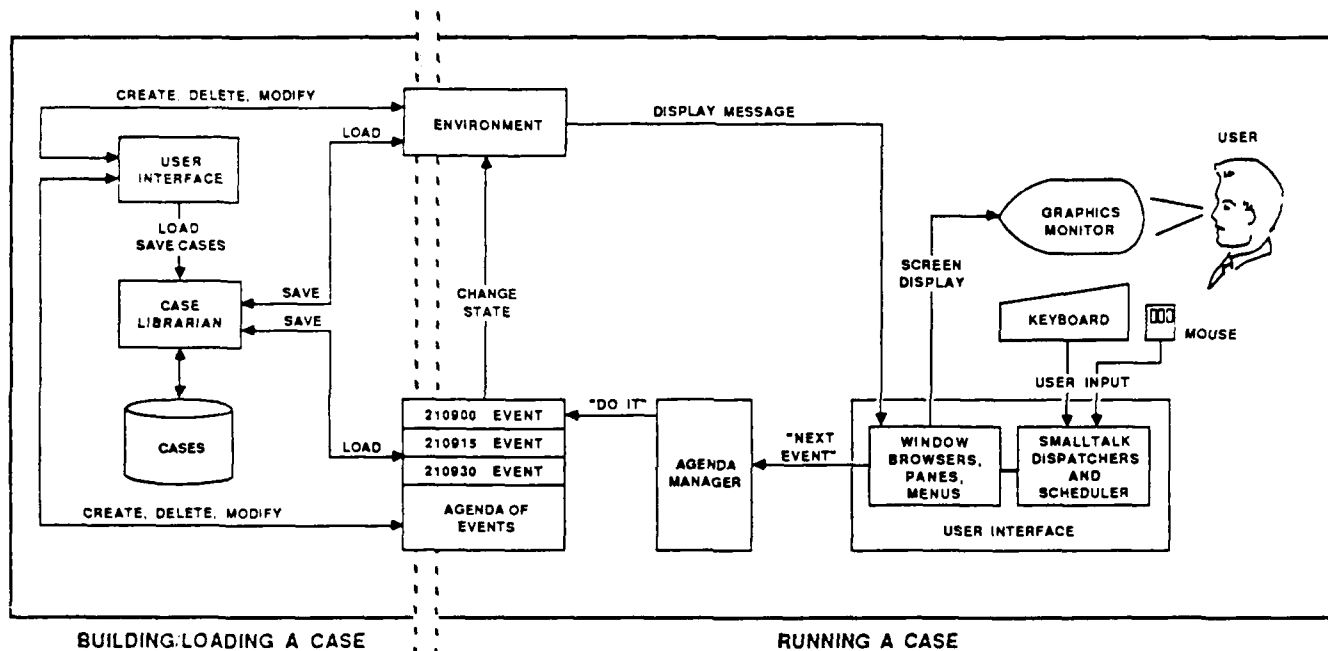 CREATE, DELETE, MODIFY
ENVIRONMENT
DISPLAY MESSAGE
LOAD
USER
INTERFACE
USER
LOAD
SAVE CASES
GRAPHICS
MONITOR
SCREEN
DISPLAY
CASE
LIBRARIAN
SAVE
SAVE
CHANGE
STATE
KEYBOARD
MOUSE
USER INPUT
CASES
LOAD
210900 EVENT
210915 EVENT
210930 EVENT
AGENDA OF
EVENTS
"DO IT"
AGENDA
MANAGER
"NEXT
EVENT"
WINDOW
BROWSERS,
PANES,
MENUS
SMALLTALK
DISPATCHERS
AND
SCHEDULER
USER INTERFACE
CREATE, DELETE, MODIFY
BUILDING/LOADING A CASE
RUNNING A CASE